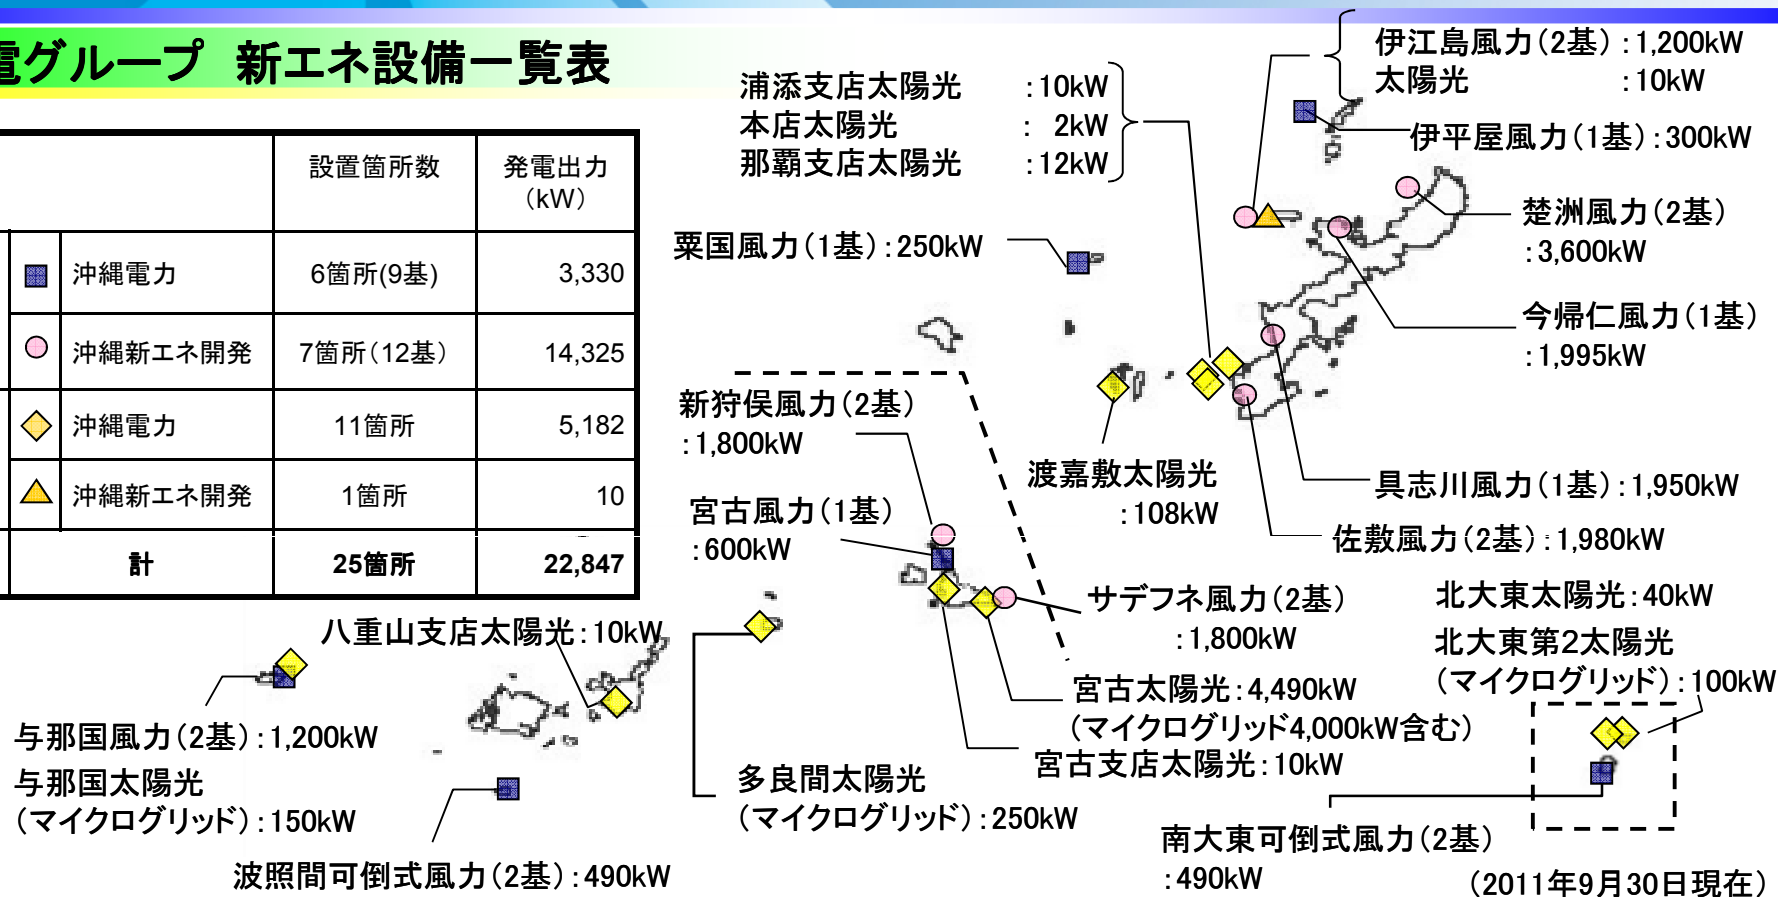 電グループ 新エネ設備一覧表
設置箇所数 発電出力
(kW)
沖縄電力 6箇所(9基) 3,330
沖縄新エネ開発 7箇所(12基) 14,325
沖縄電力 11箇所 5,182
沖縄新エネ開発 1箇所 10
計 25箇所 22,847
浦添支店太陽光 :10kW
本店太陽光 : 2kW
那覇支店太陽光 :12kW
伊江島風力(2基):1,200kW
太陽光 :10kW
伊平屋風力(1基):300kW
粟国風力(1基):250kW
楚洲風力(2基)
:3,600kW
今帰仁風力(1基)
:1,995kW
新狩俣風力(2基)
:1,800kW
渡嘉敷太陽光
:108kW
具志川風力(1基):1,950kW
宮古風力(1基)
:600kW
佐敷風力(2基):1,980kW
サデフネ風力(2基)
:1,800kW
北大東太陽光:40kW
北大東第2太陽光
(マイクログリッド):100kW
八重山支店太陽光:10kW
宮古太陽光:4,490kW
(マイクログリッド4,000kW含む)
宮古支店太陽光:10kW
与那国風力(2基):1,200kW
与那国太陽光
(マイクログリッド):150kW
多良間太陽光
(マイクログリッド):250kW
波照間可倒式風力(2基):490kW
南大東可倒式風力(2基)
:490kW
(2011年9月30日現在)